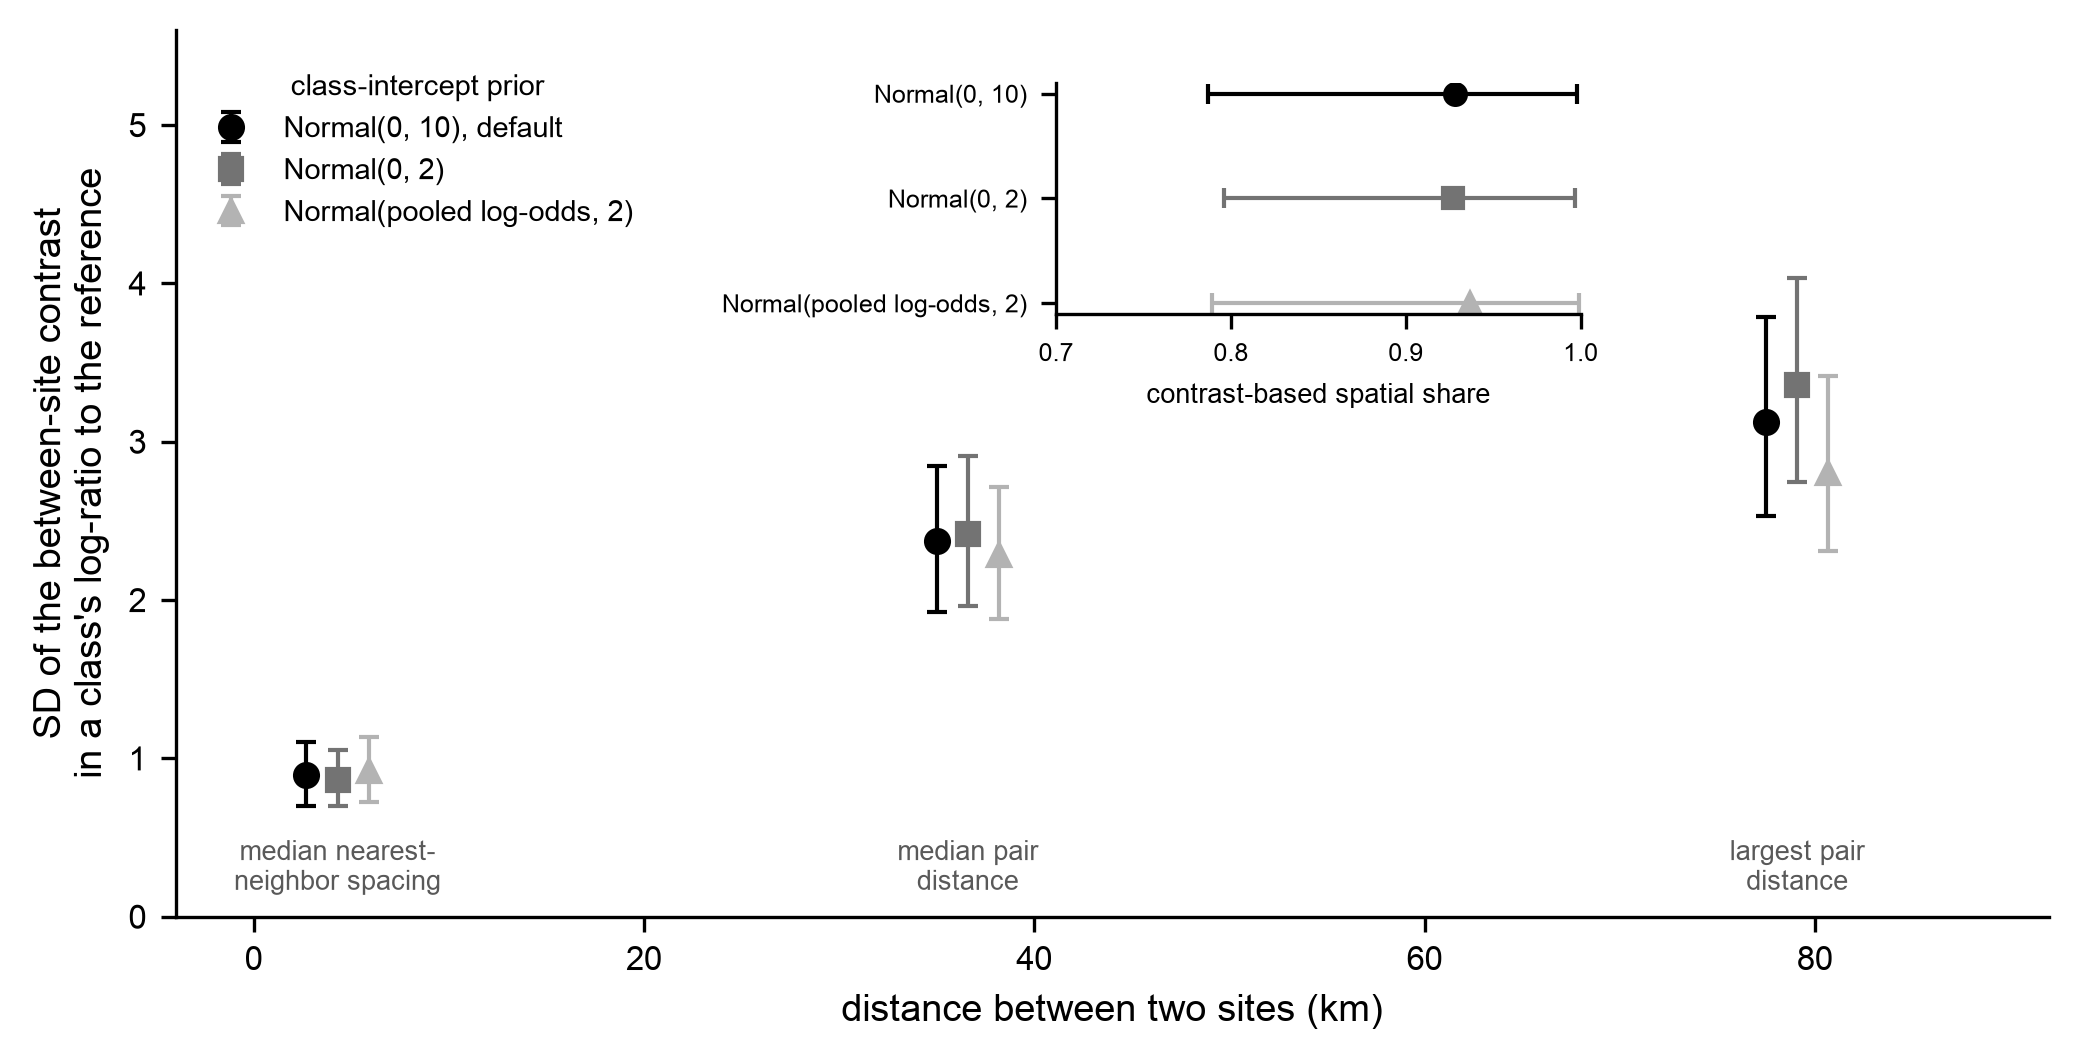 SD of the between-site contrast
in a class's log-ratio to the reference
5
4
3
2
1
0
class-intercept prior
Normal(0, 10), default
Normal(0, 2)
Normal(pooled log-odds, 2)
Normal(0, 10)
Normal(0, 2)
Normal(pooled log-odds, 2)
0.7 0.8 0.9 1.0
contrast-based spatial share
median nearest-
neighbor spacing
median pair
distance
largest pair
distance
0 20 40 60 80
distance between two sites (km)